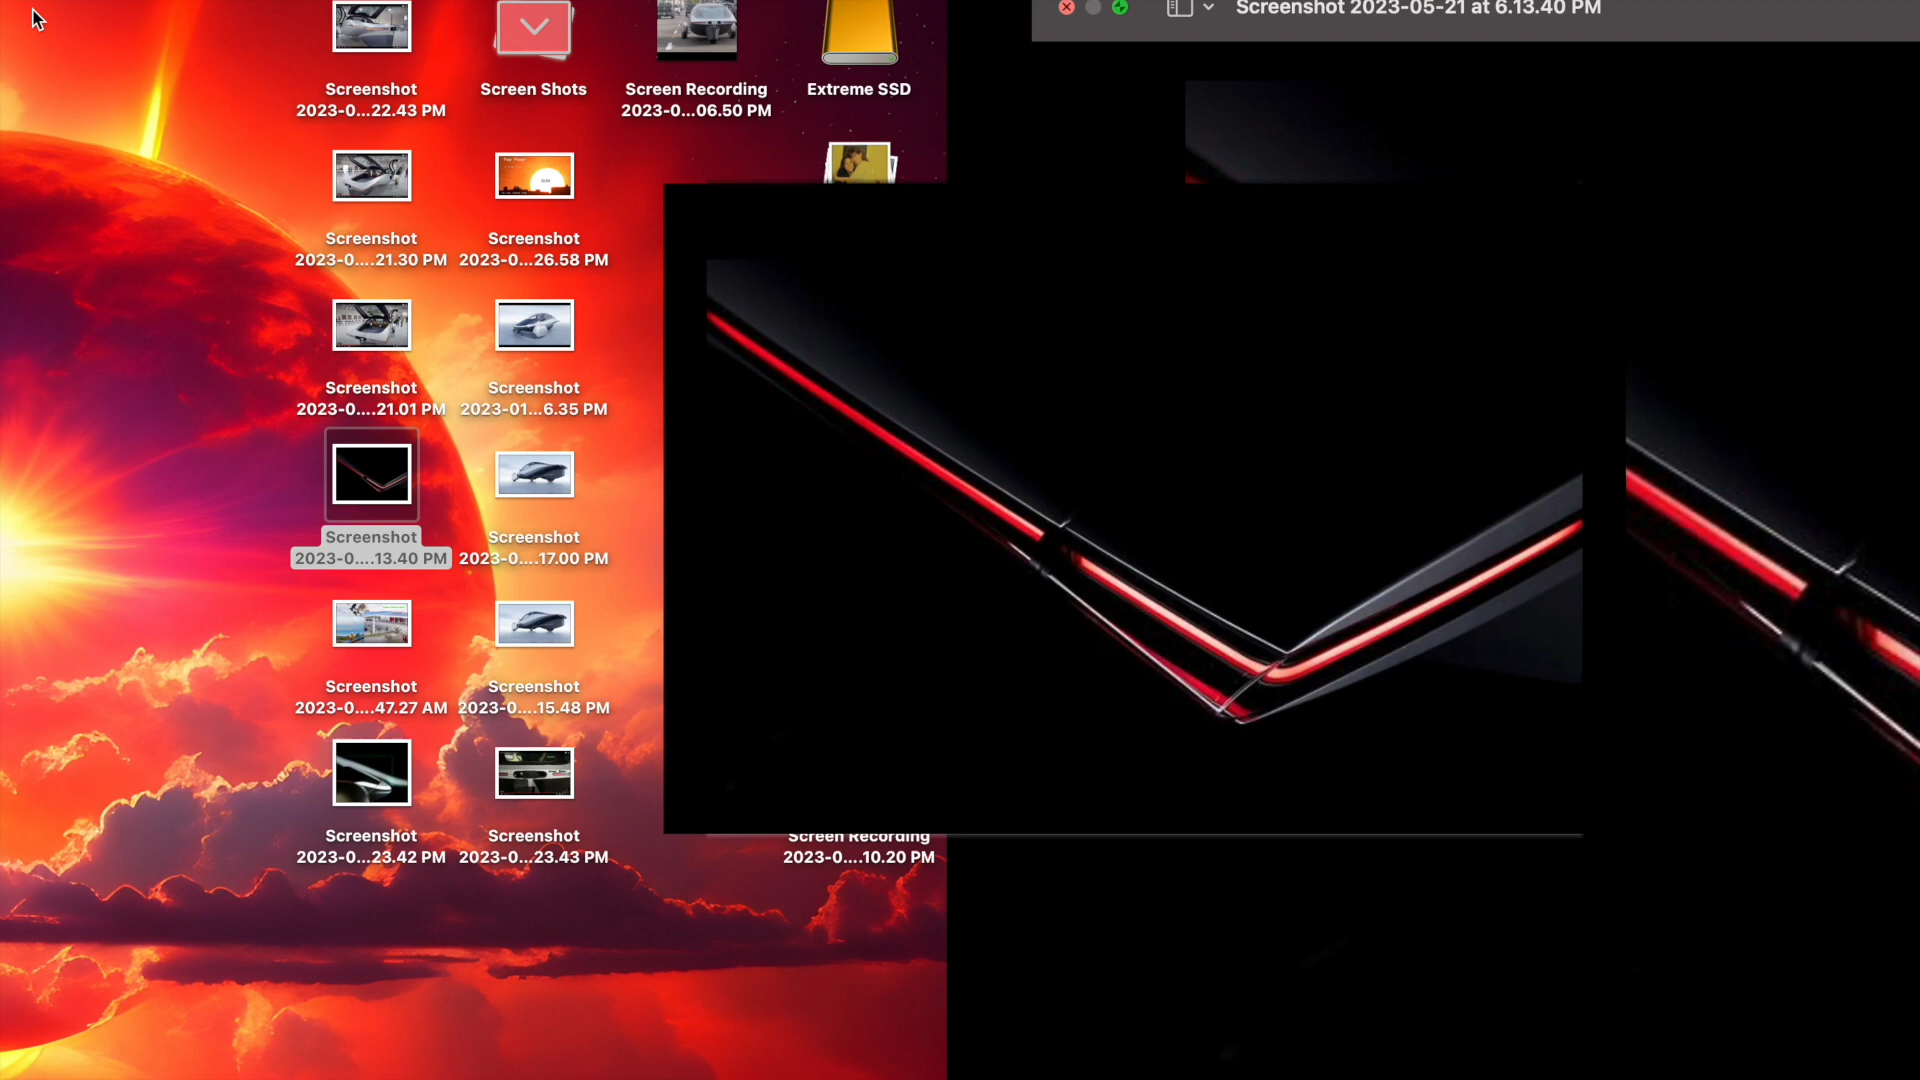 Screenshot 2023-05-21 at 6.13.40 PM
Screenshot
2023-0...22.43 PM
Screen Shots
Screen Recording
2023-0...06.50 PM
Extreme SSD
Screenshot
2023-0....21.30 PM
Screenshot
2023-0...26.58 PM
Screenshot
2023-0....21.01 PM
Screenshot
2023-01...6.35 PM
Screenshot
2023-0....13.40 PM
Screenshot
2023-0....17.00 PM
Screenshot
2023-0....47.27 AM
Screenshot
2023-0....15.48 PM
Screenshot
2023-0...23.42 PM
Screenshot
2023-0...23.43 PM
Screen Recording
2023-0....10.20 PM